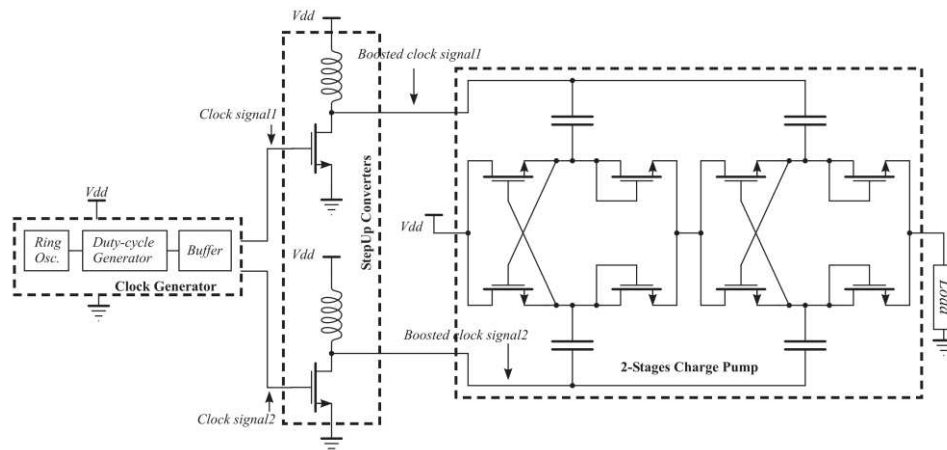 Vdd
Boosted clock signal1
Clock signal1
Vdd
Ring
Osc.
Duty-cycle
Generator
Buffer
Clock Generator
StepUp Converters
Vdd
Vdd
Load
Boosted clock signal2
2-Stages Charge Pump
Clock signal2